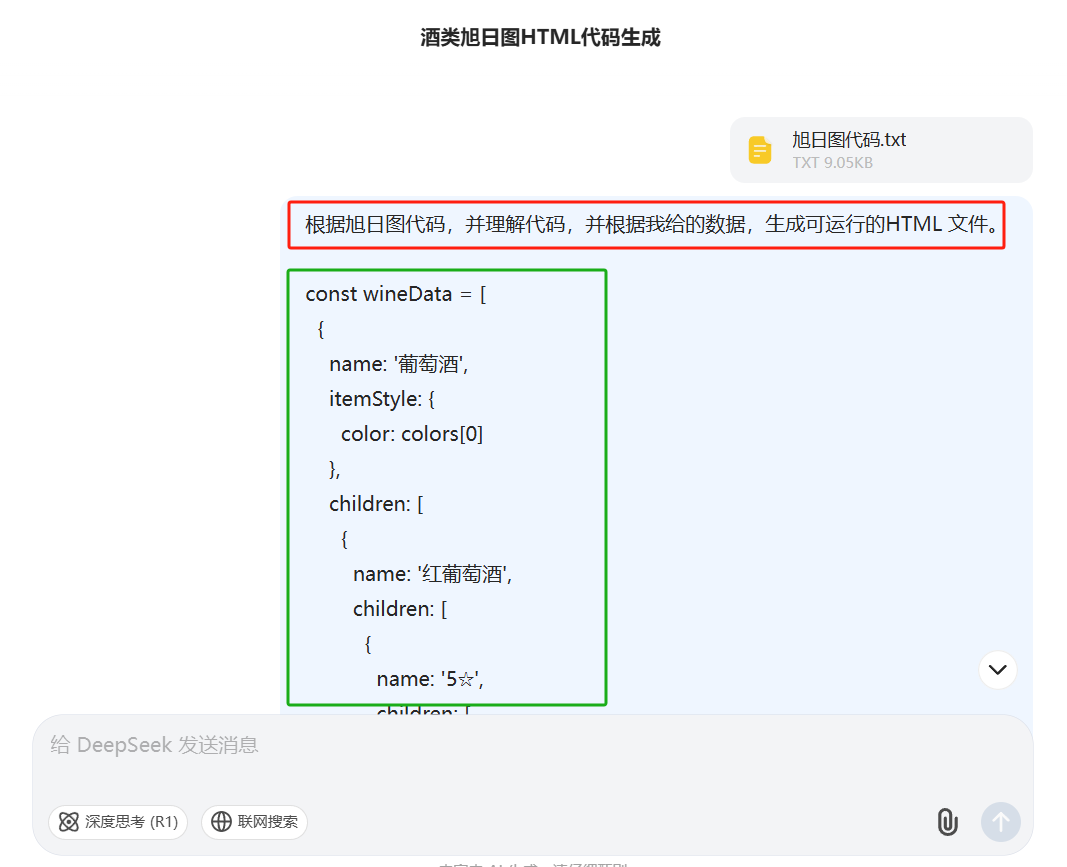 酒类旭日图HTML代码生成
旭日图代码.txt
TXT 9.05KB
根据旭日图代码，并理解代码，并根据我给的数据，生成可运行的HTML 文件。
const wineData = [
{
name: '葡萄酒',
itemStyle: {
color: colors[0]
},
children: [
{
name: '红葡萄酒',
children: [
{
name: '5☆',
children: [
给 DeepSeek 发送消息
深度思考 (R1)
联网搜索